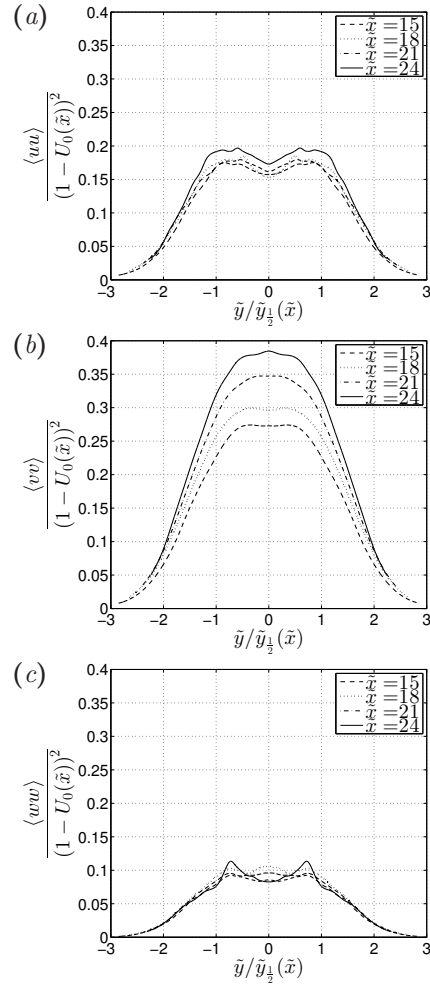 (a)
0.4
0.35
0.3
0.25
0.2
0.15
0.1
0.05
0
−3 −2 −1 0 1 2 3
⟨uu⟩
(1 − U₀(x̃))²
ỹ/ỹ½(x̃)
x̃ =15
x̃ =18
x̃ =21
x̃ =24
(b)
0.4
0.35
0.3
0.25
0.2
0.15
0.1
0.05
0
−3 −2 −1 0 1 2 3
⟨vv⟩
(1 − U₀(x̃))²
ỹ/ỹ½(x̃)
x̃ =15
x̃ =18
x̃ =21
x̃ =24
(c)
0.4
0.35
0.3
0.25
0.2
0.15
0.1
0.05
0
−3 −2 −1 0 1 2 3
⟨ww⟩
(1 − U₀(x̃))²
ỹ/ỹ½(x̃)
x̃ =15
x̃ =18
x̃ =21
x̃ =24